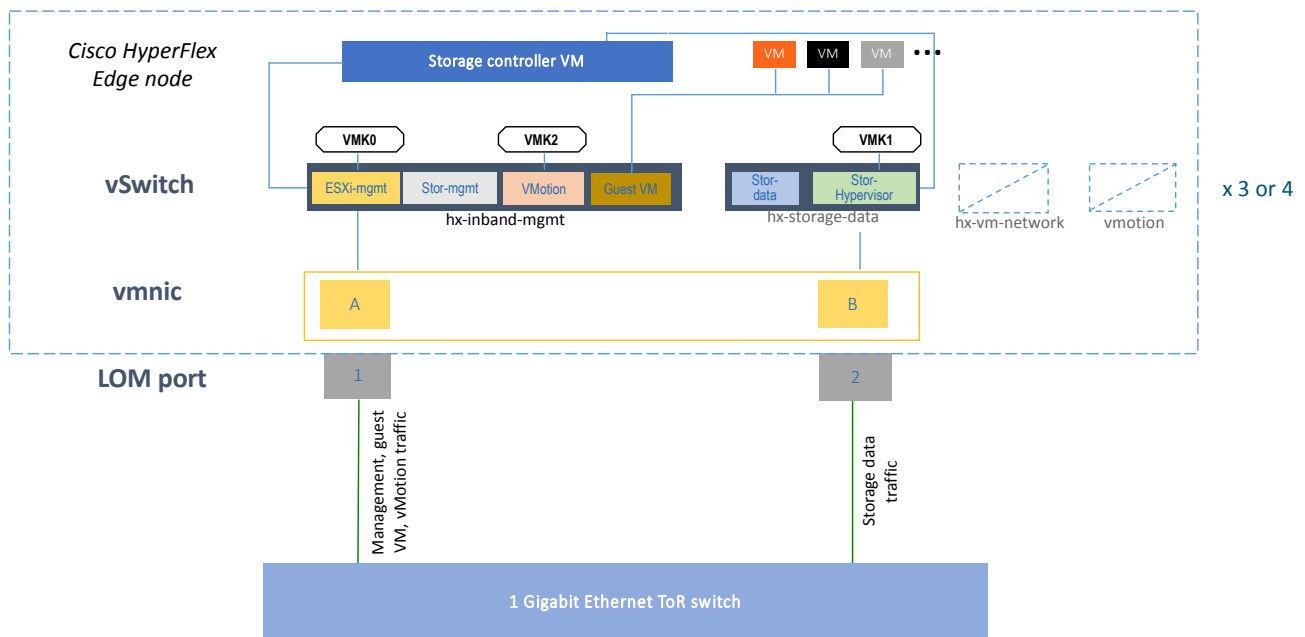 Cisco HyperFlex
Edge node
Storage controller VM
VM
VM
VM
...
VMK0
VMK2
VMK1
vSwitch
ESXi-mgmt
Stor-mgmt
VMotion
Guest VM
Stor-
data
Stor-
Hypervisor
x 3 or 4
hx-inband-mgmt
hx-storage-data
hx-vm-network
vmotion
vmnic
A
B
LOM port
1
2
Management, guest
VM, vMotion traffic
Storage data
traffic
1 Gigabit Ethernet ToR switch